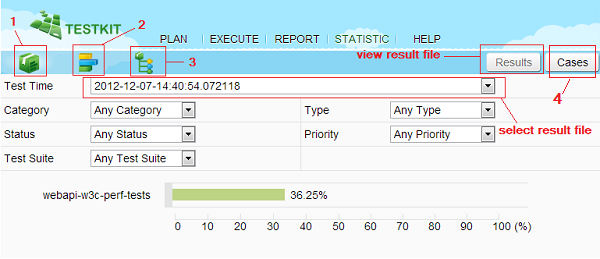 1
2
TESTKIT
PLAN | EXECUTE | REPORT | STATISTIC | HELP
view result file
Results
Cases
3
4
Test Time
2012-12-07-14:40:54.072118
select result file
Category
Any Category
Type
Any Type
Status
Any Status
Priority
Any Priority
Test Suite
Any Test Suite
webapi-w3c-perf-tests
36.25%
0 10 20 30 40 50 60 70 80 90 100 (%)